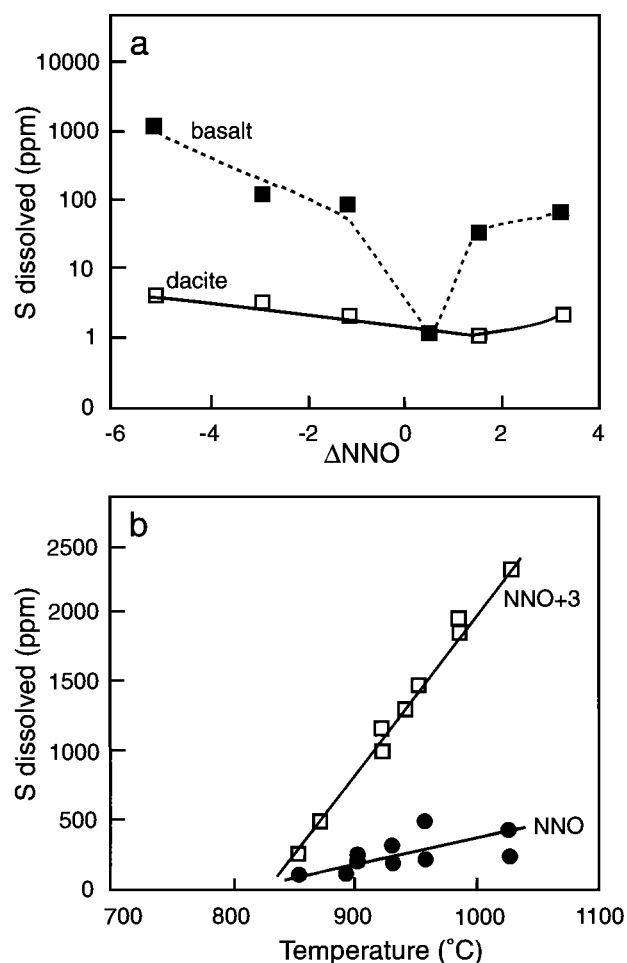 a
10000
1000
100
10
1
0
S dissolved (ppm)
basalt
dacite
-6 -4 -2 0 2 4
ΔNNO
b
2500
2000
1500
1000
500
0
S dissolved (ppm)
NNO+3
NNO
700 800 900 1000 1100
Temperature (°C)